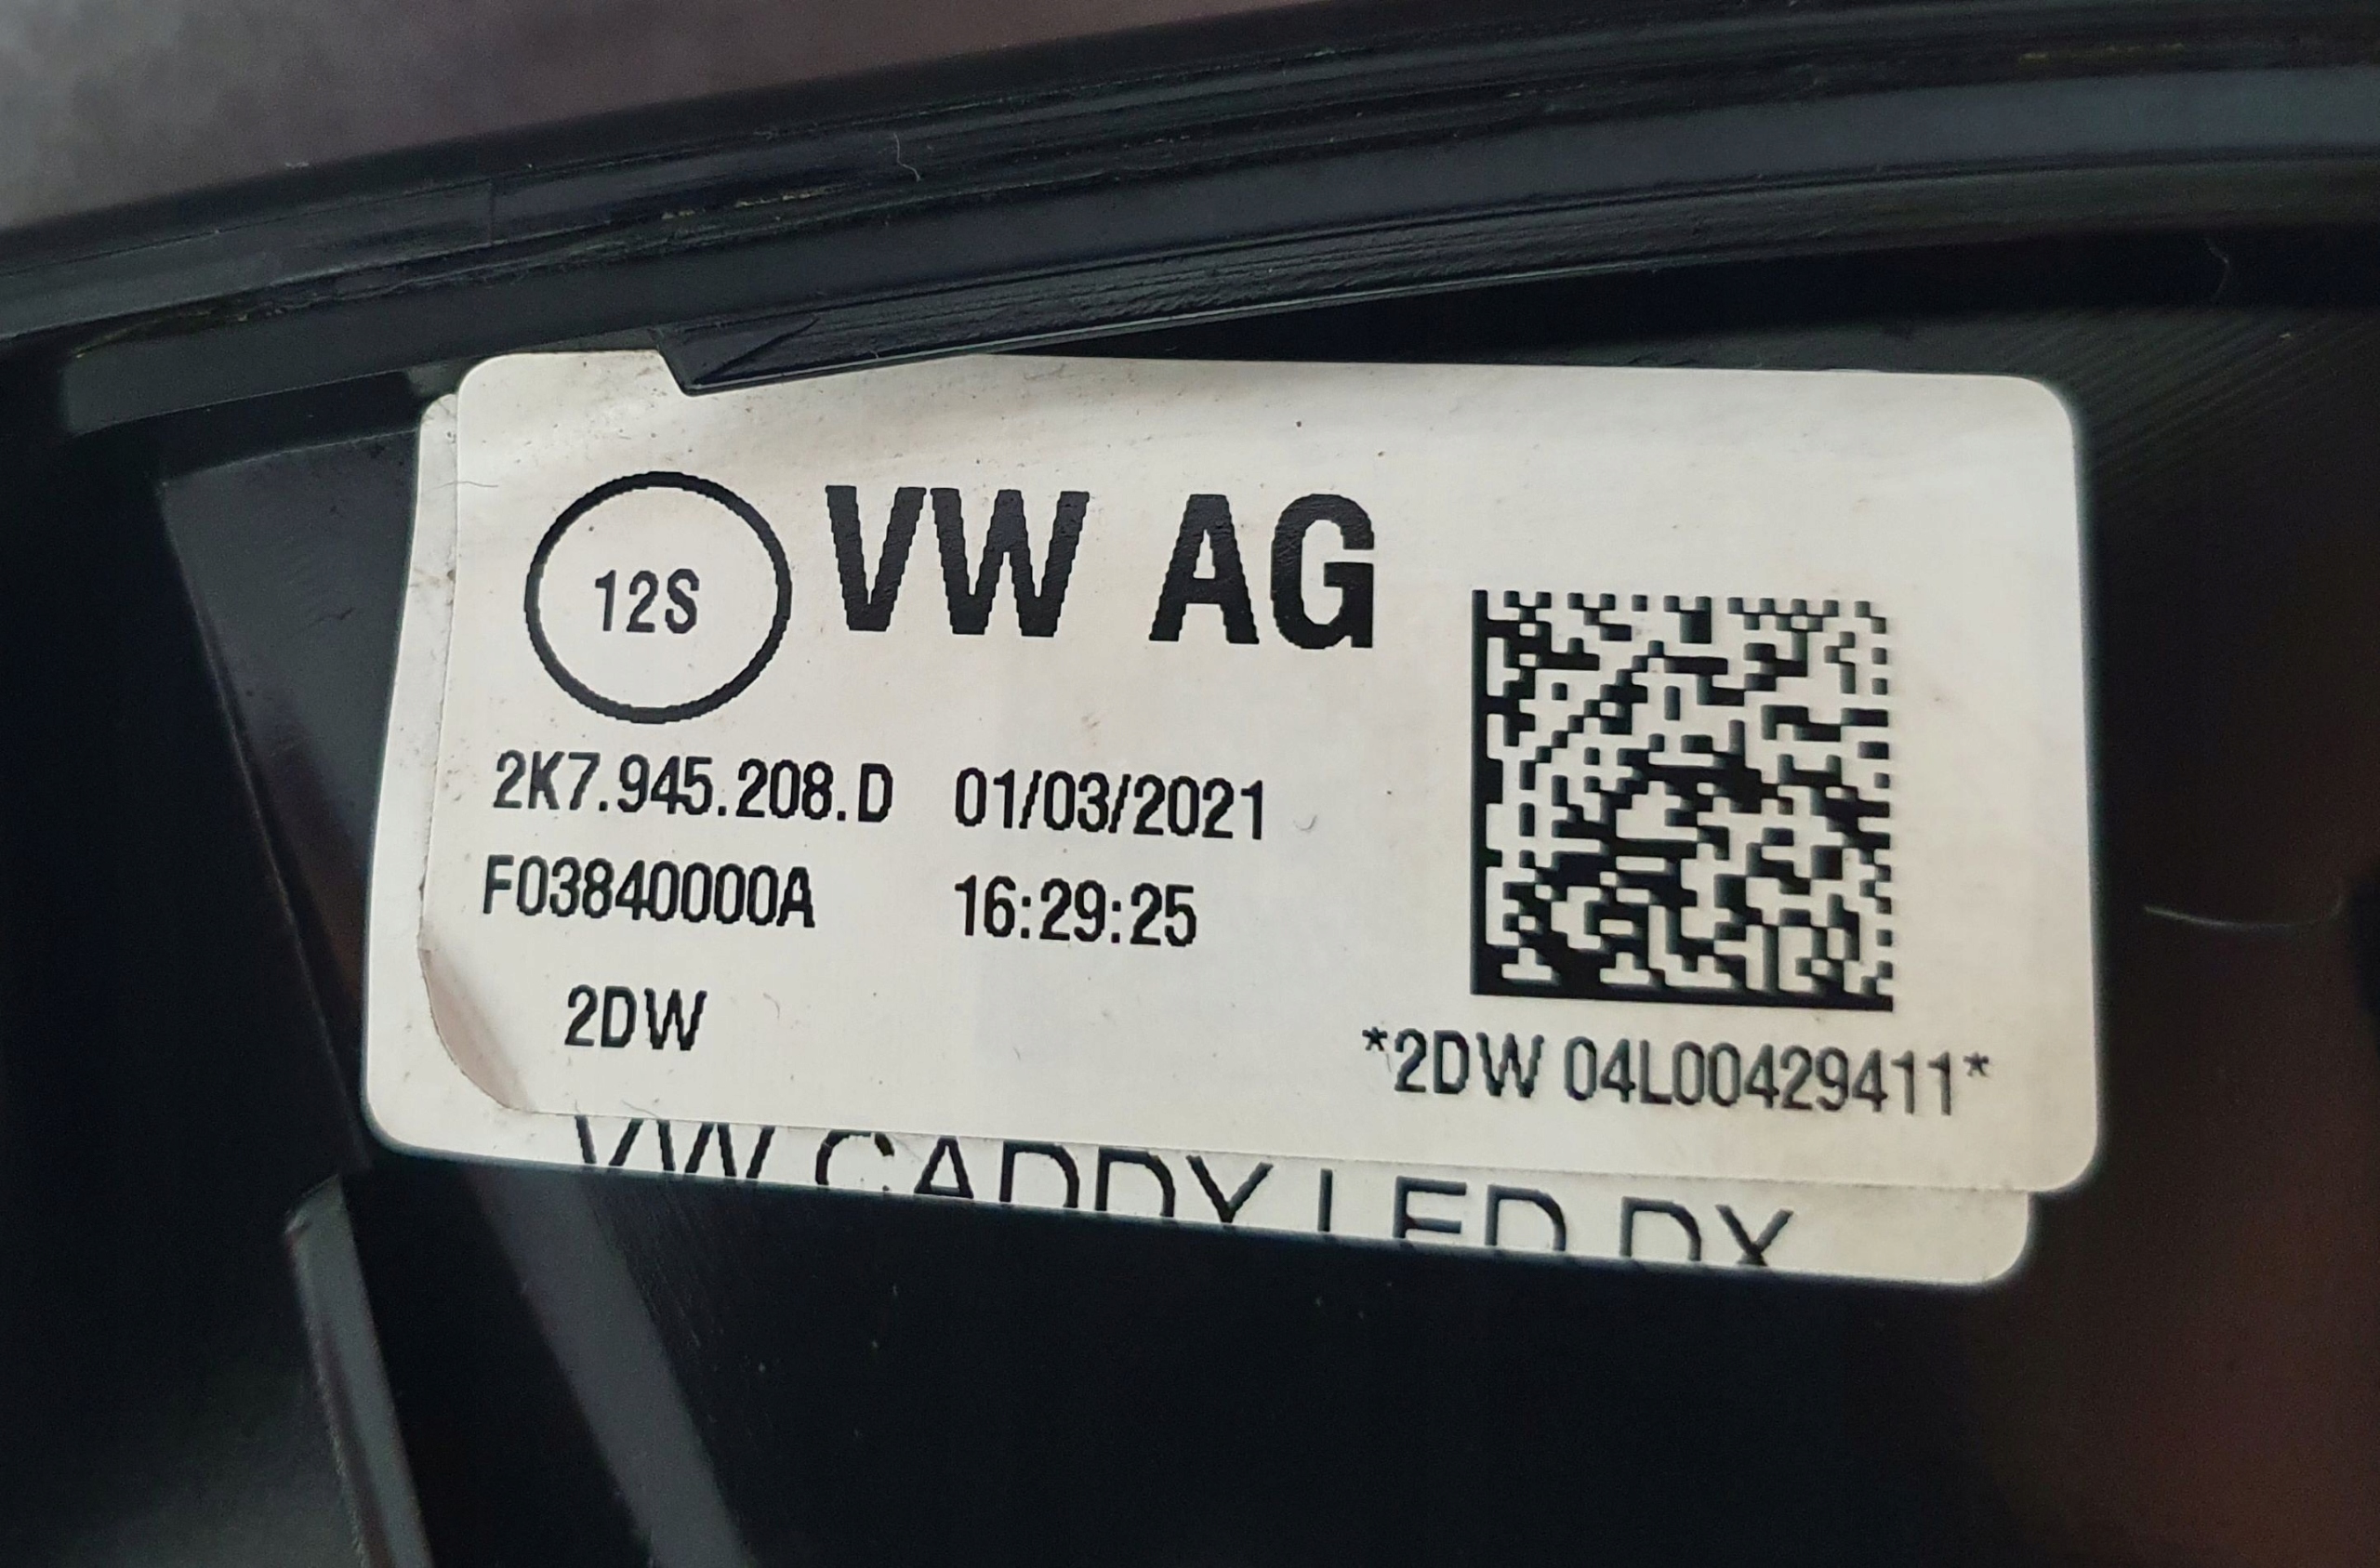 12S
VW AG
2K7.945.208.D 01/03/2021
F03840000A 16:29:25
2DW
*2DW 04L00429411*
VW CADDY LED DX